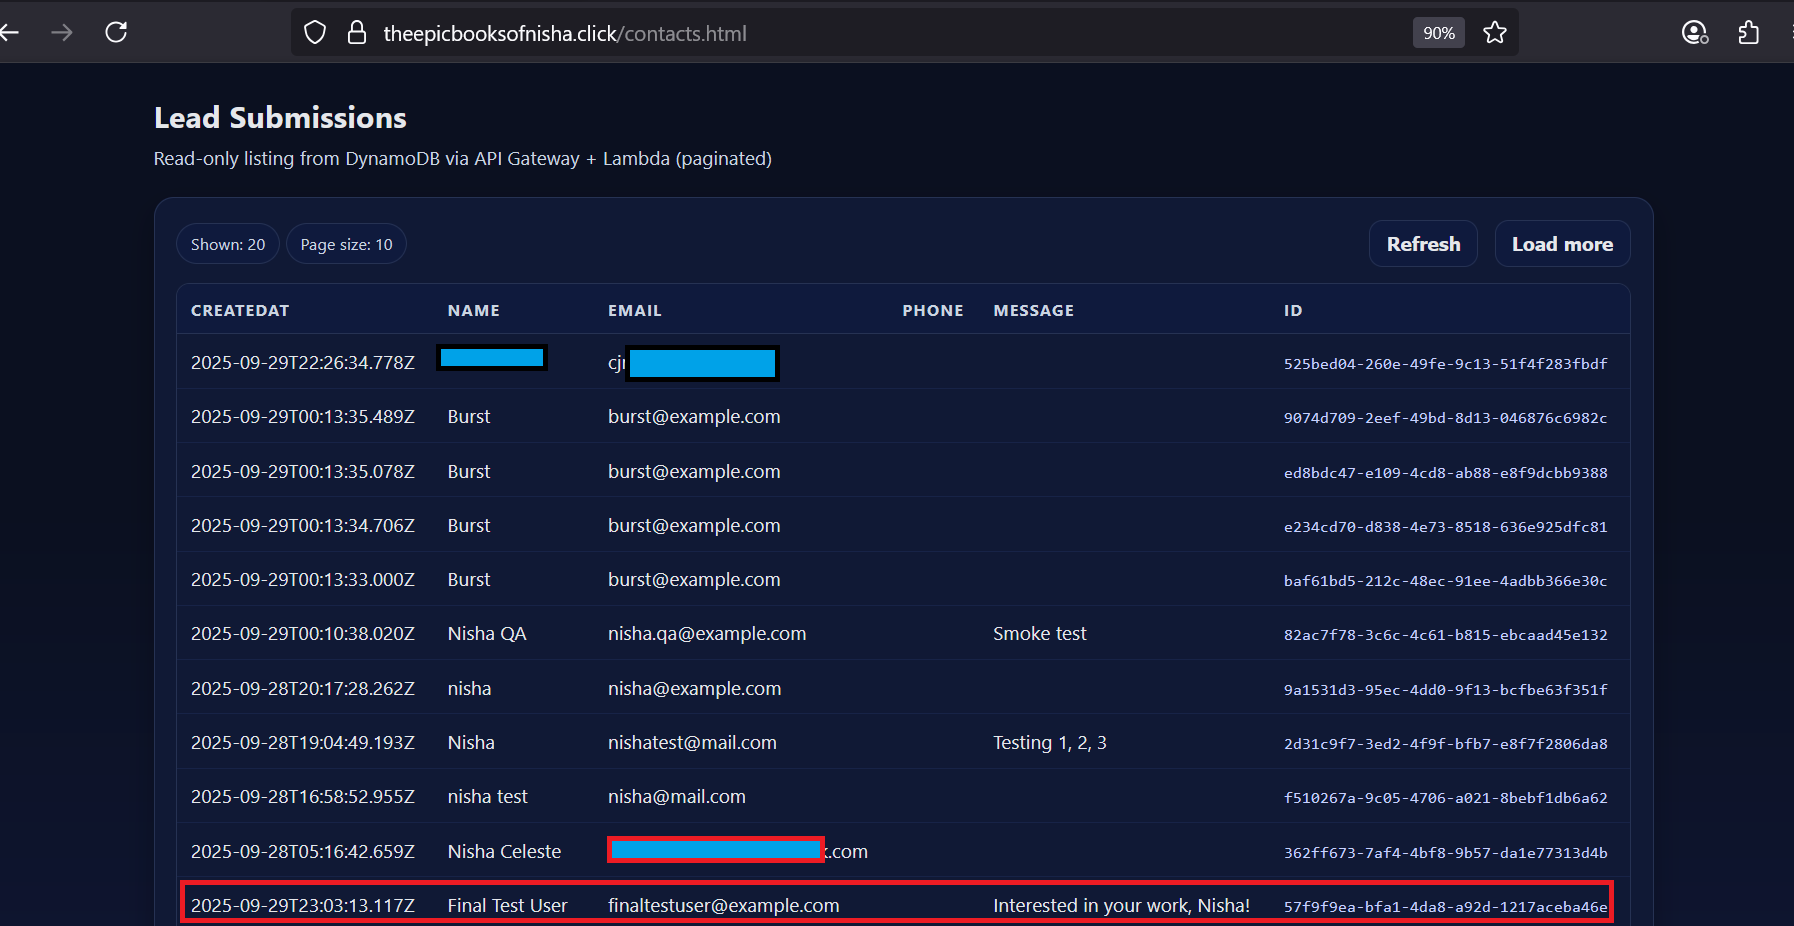 theepicbooksofnisha.click/contacts.html 90%
Lead Submissions
Read-only listing from DynamoDB via API Gateway + Lambda (paginated)
Shown: 20 Page size: 10 Refresh Load more
CREATEDAT NAME EMAIL PHONE MESSAGE ID
2025-09-29T22:26:34.778Z 525bed04-260e-49fe-9c13-51f4f283fbdf
2025-09-29T00:13:35.489Z Burst burst@example.com 9074d709-2eef-49bd-8d13-046876c6982c
2025-09-29T00:13:35.078Z Burst burst@example.com ed8bdc47-e109-4cd8-ab88-e8f9dcbb9388
2025-09-29T00:13:34.706Z Burst burst@example.com e234cd70-d838-4e73-8518-636e925dfc81
2025-09-29T00:13:33.000Z Burst burst@example.com baf61bd5-212c-48ec-91ee-4adbb366e30c
2025-09-29T00:10:38.020Z Nisha QA nisha.qa@example.com Smoke test 82ac7f78-3c6c-4c61-b815-ebcaad45e132
2025-09-28T20:17:28.262Z nisha nisha@example.com 9a1531d3-95ec-4dd0-9f13-bcfbe63f351f
2025-09-28T19:04:49.193Z Nisha nishatest@mail.com Testing 1, 2, 3 2d31c9f7-3ed2-4f9f-bfb7-e8f7f2806da8
2025-09-28T16:58:52.955Z nisha test nisha@mail.com f510267a-9c05-4706-a021-8bebf1db6a62
2025-09-28T05:16:42.659Z Nisha Celeste .com 362ff673-7af4-4bf8-9b57-da1e77313d4b
2025-09-29T23:03:13.117Z Final Test User finaltestuser@example.com Interested in your work, Nisha! 57f9f9ea-bfa1-4da8-a92d-1217aceba46e